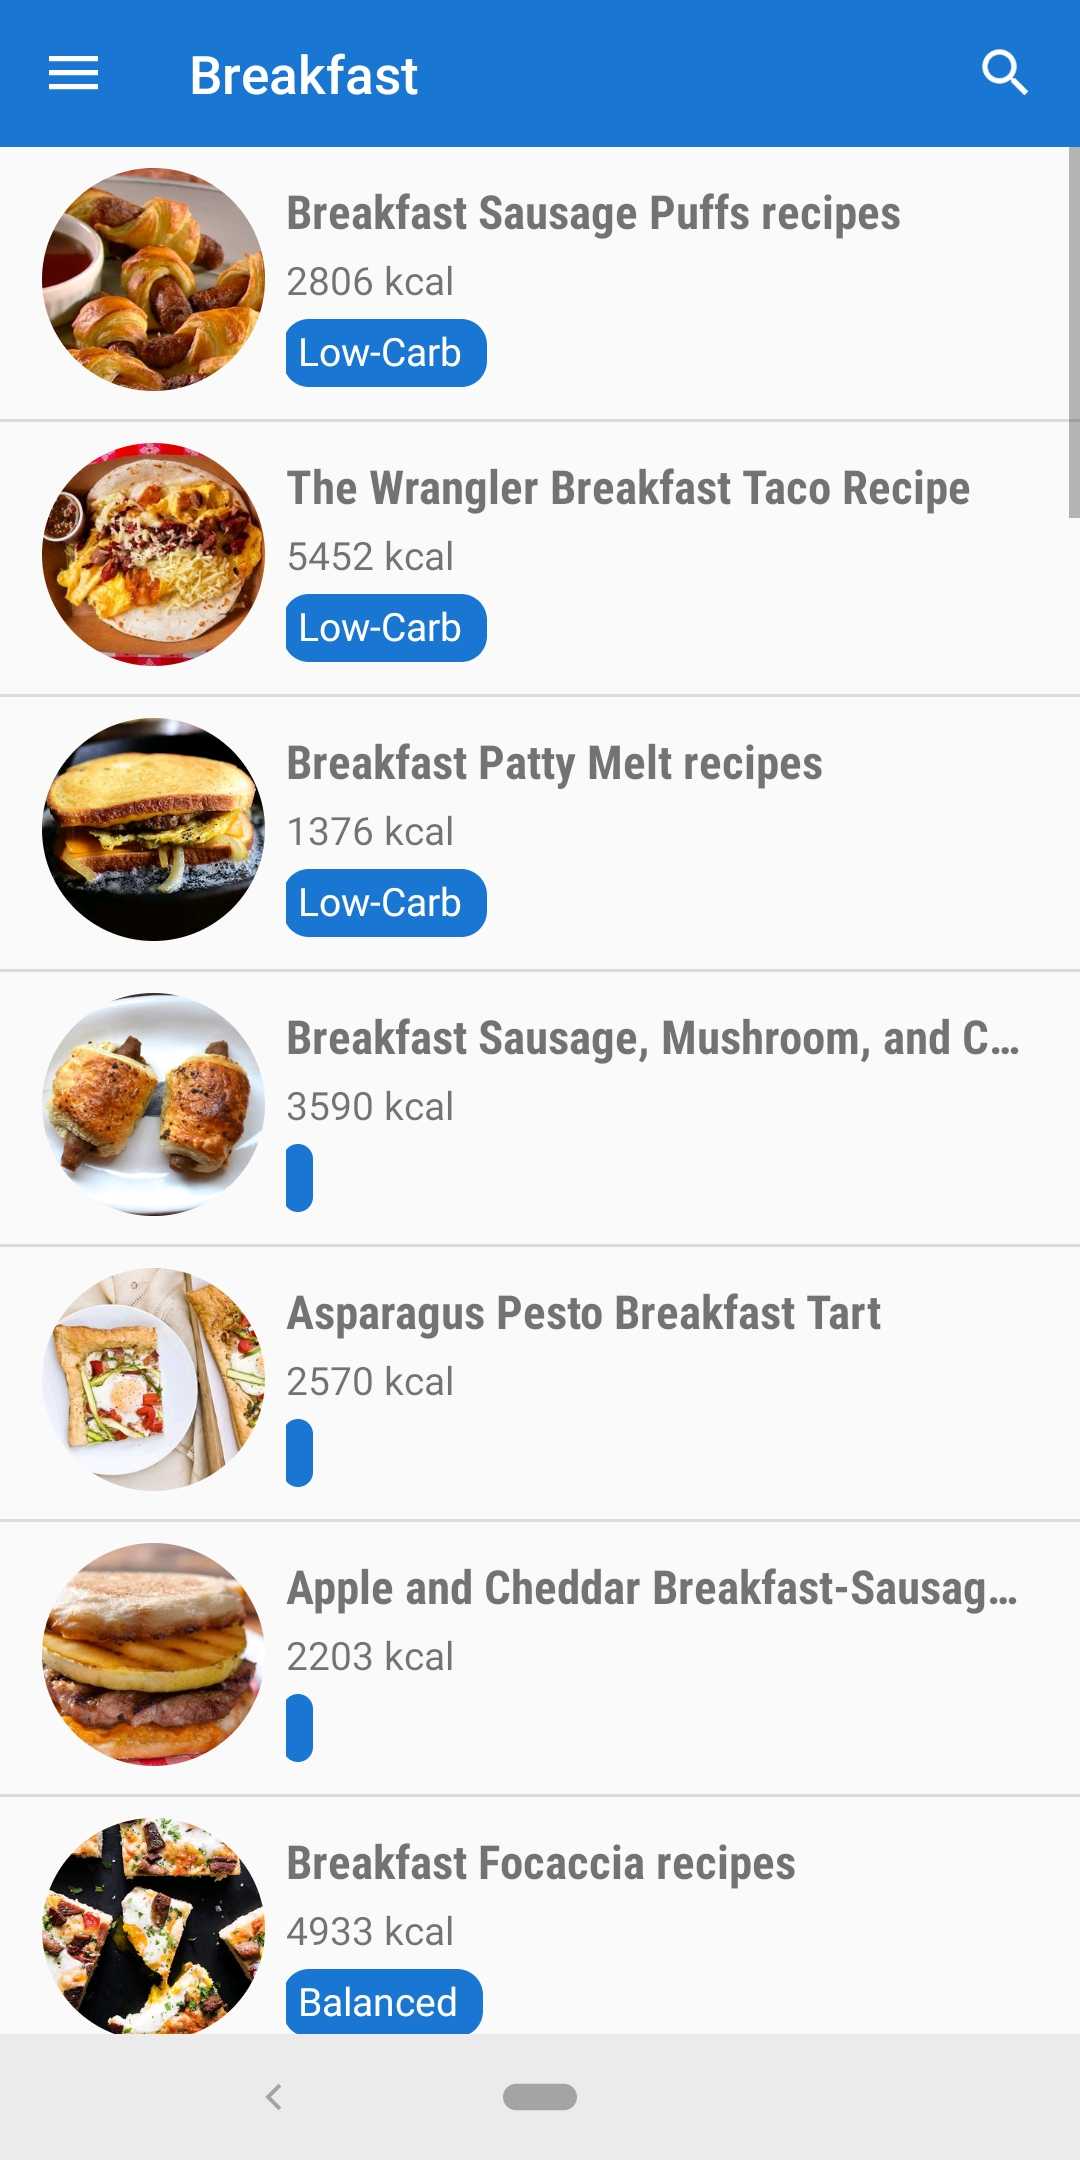 Breakfast
Breakfast Sausage Puffs recipes
2806 kcal
Low-Carb
The Wrangler Breakfast Taco Recipe
5452 kcal
Low-Carb
Breakfast Patty Melt recipes
1376 kcal
Low-Carb
Breakfast Sausage, Mushroom, and C...
3590 kcal
Asparagus Pesto Breakfast Tart
2570 kcal
Apple and Cheddar Breakfast-Sausag...
2203 kcal
Breakfast Focaccia recipes
4933 kcal
Balanced